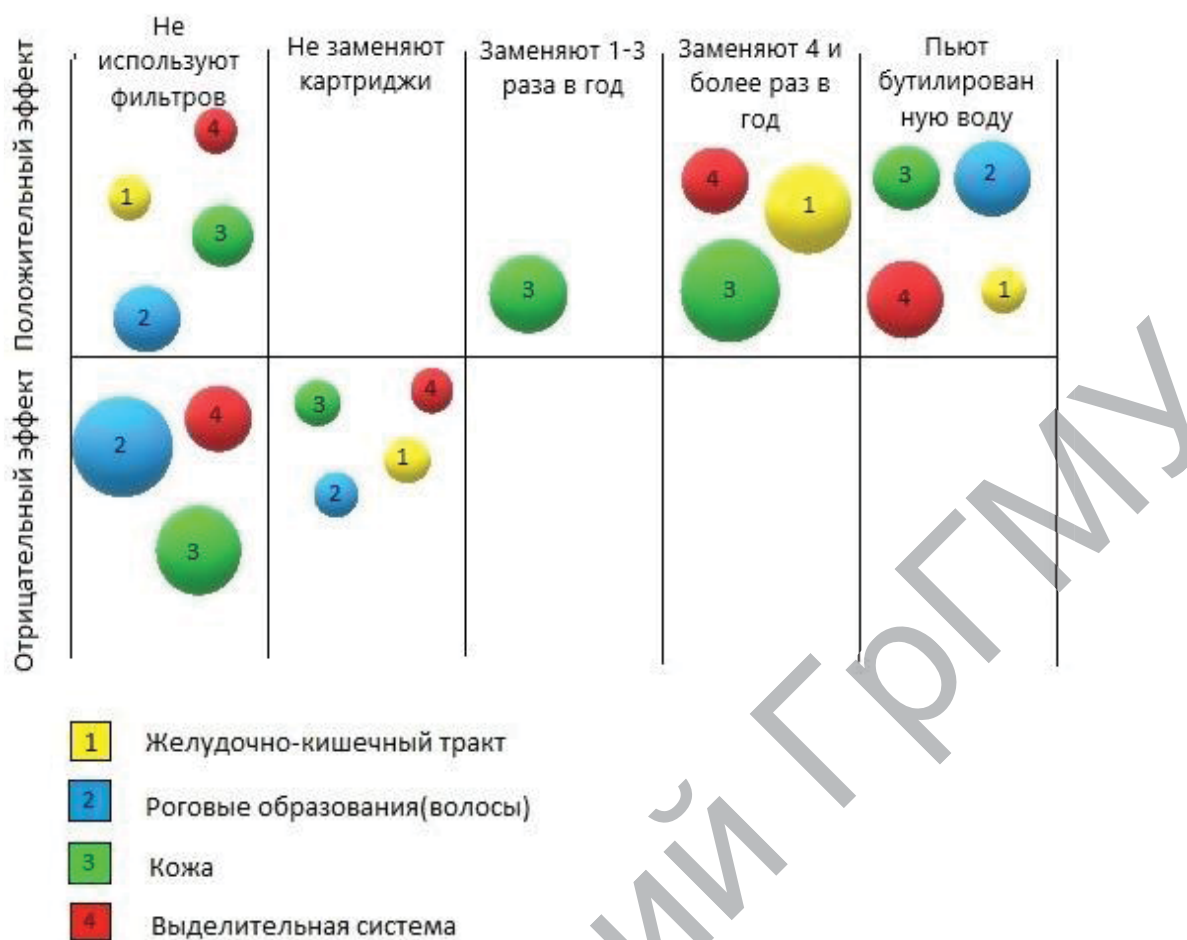 Не
используют
фильтров
Не заменяют
картриджи
Заменяют 1-3
раза в год
Заменяют 4 и
более раз в
год
Пьют
бутилирован
ную воду
Положительный эффект
4
1
3
2
3
4
1
3
3
2
4
1
Отрицательный эффект
2
4
3
3
4
1
2
1 Желудочно-кишечный тракт
2 Роговые образования(волосы)
3 Кожа
4 Выделительная система
ий ГрГМУ